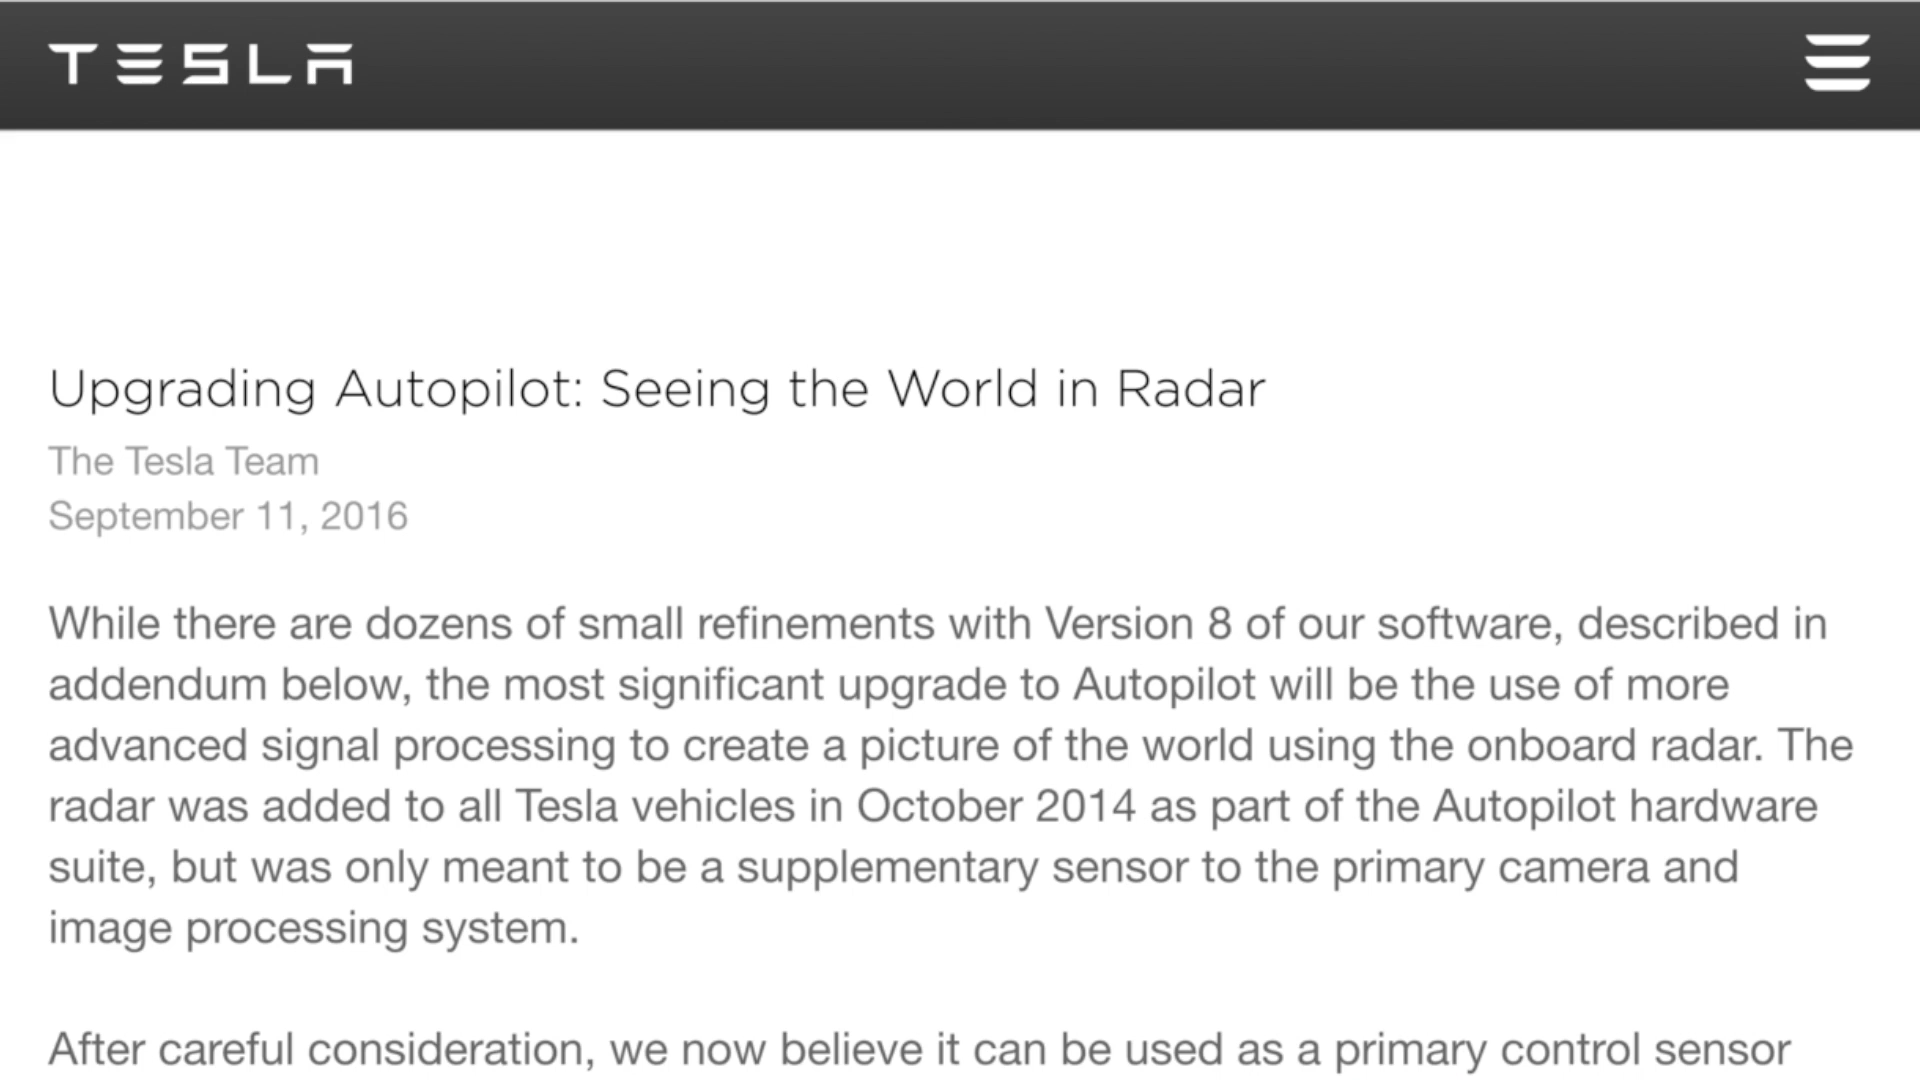 TESLA
Upgrading Autopilot: Seeing the World in Radar
The Tesla Team
September 11, 2016
While there are dozens of small refinements with Version 8 of our software, described in
addendum below, the most significant upgrade to Autopilot will be the use of more
advanced signal processing to create a picture of the world using the onboard radar. The
radar was added to all Tesla vehicles in October 2014 as part of the Autopilot hardware
suite, but was only meant to be a supplementary sensor to the primary camera and
image processing system.
After careful consideration, we now believe it can be used as a primary control sensor